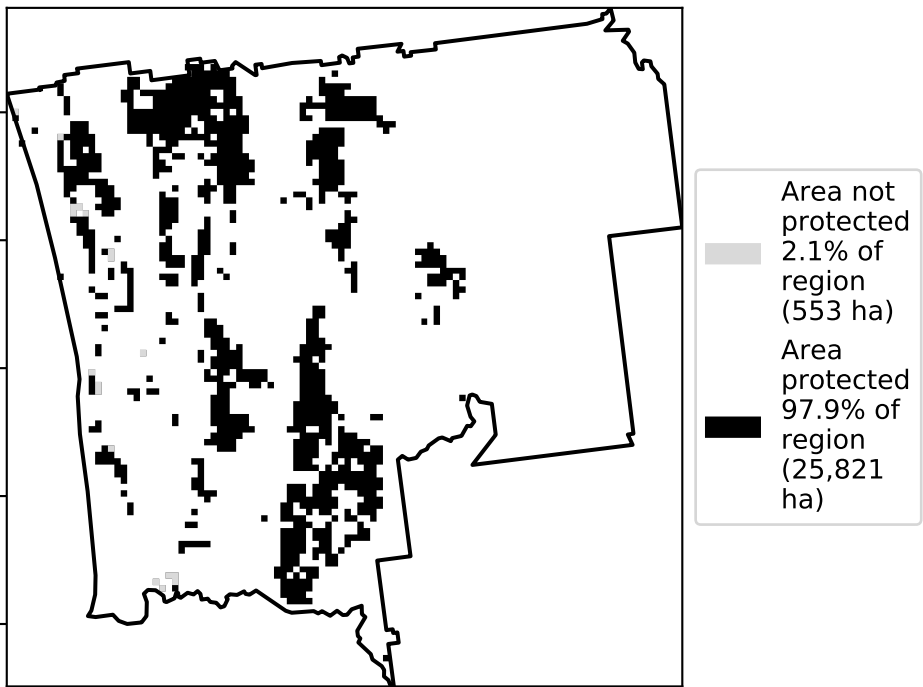 Area not
protected
2.1% of
region
(553 ha)
Area
protected
97.9% of
region
(25,821
ha)